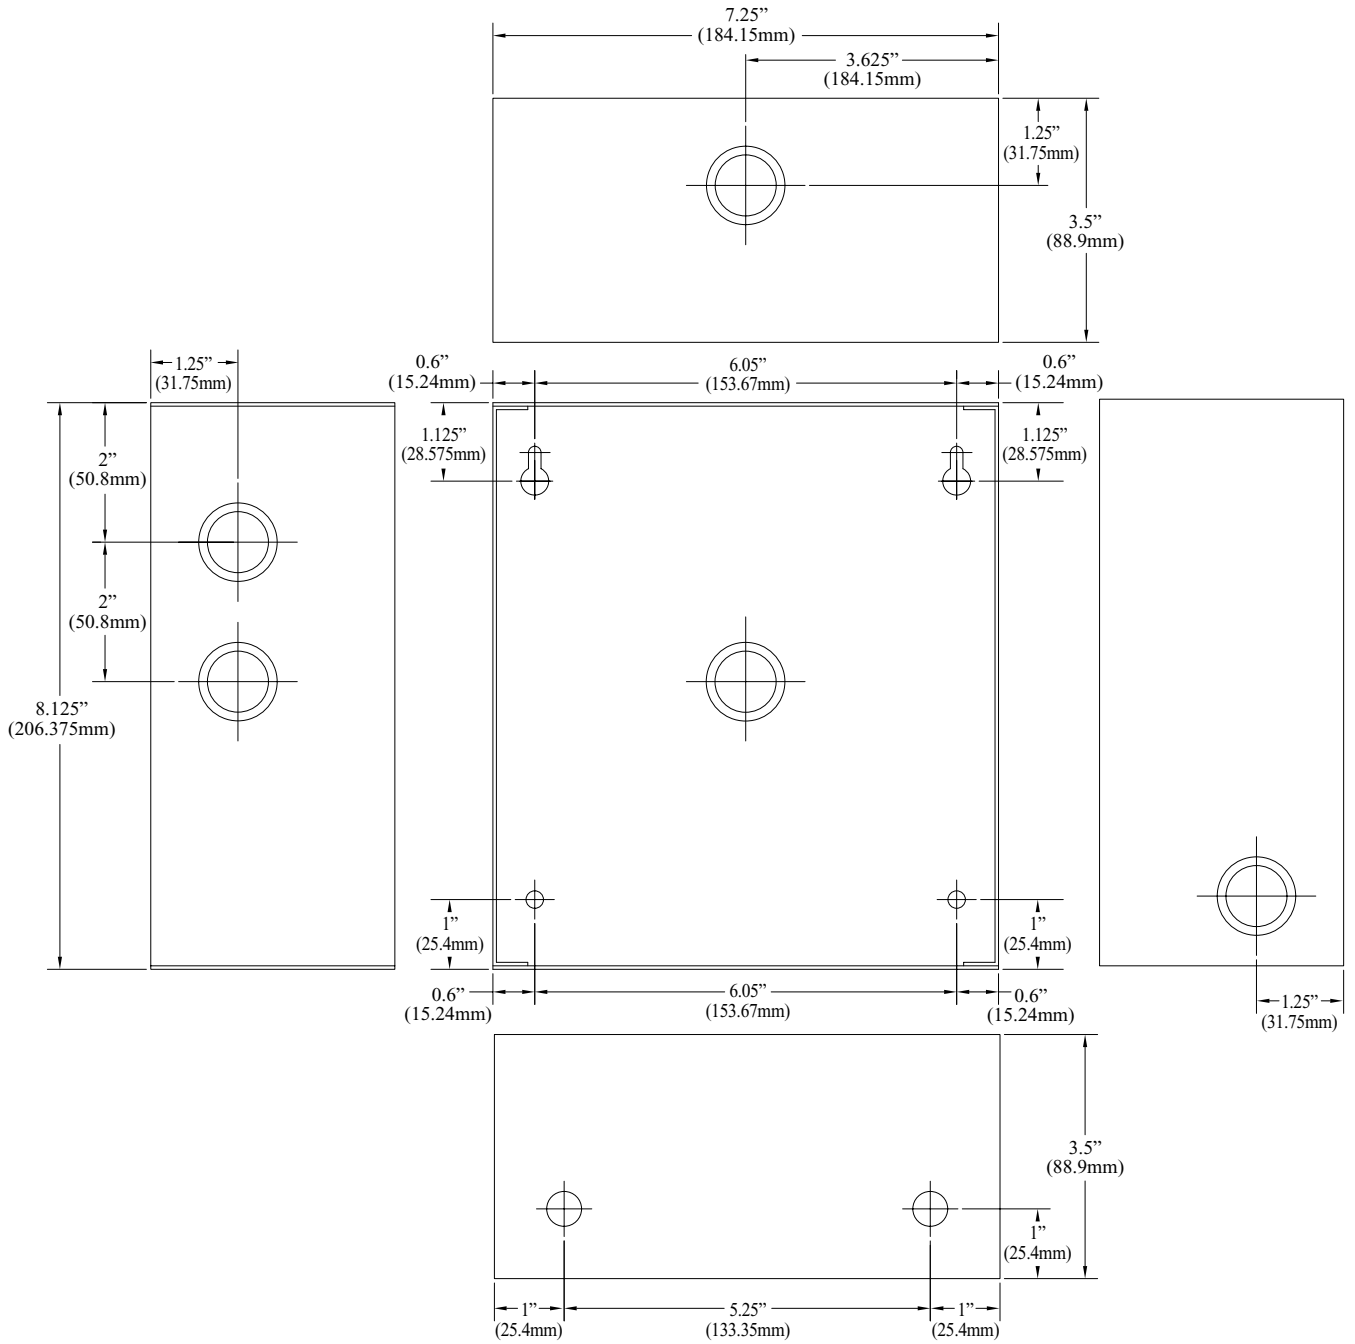 7.25”
(184.15mm)
3.625”
(184.15mm)
1.25”
(31.75mm)
3.5”
(88.9mm)
1.25”
(31.75mm)
0.6”
(15.24mm)
6.05”
(153.67mm)
0.6”
(15.24mm)
2”
(50.8mm)
1.125”
(28.575mm)
1.125”
(28.575mm)
2”
(50.8mm)
8.125”
(206.375mm)
1”
(25.4mm)
1”
(25.4mm)
0.6”
(15.24mm)
6.05”
(153.67mm)
0.6”
(15.24mm)
1.25”
(31.75mm)
3.5”
(88.9mm)
1”
(25.4mm)
1”
(25.4mm)
5.25”
(133.35mm)
1”
(25.4mm)